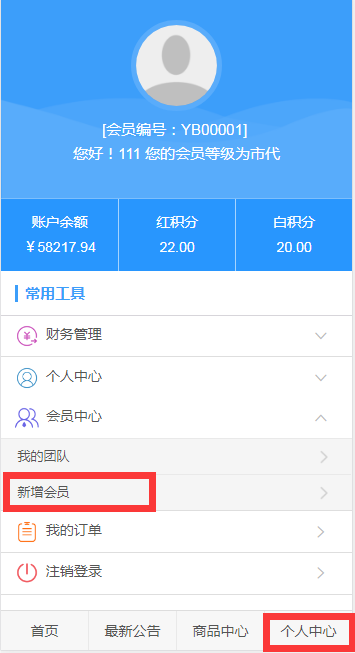 [会员编号：YB00001]
您好！111 您的会员等级为市代
账户余额 红积分 白积分
￥58217.94 22.00 20.00
常用工具
财务管理
个人中心
会员中心
我的团队
新增会员
我的订单
注销登录
首页 最新公告 商品中心 个人中心